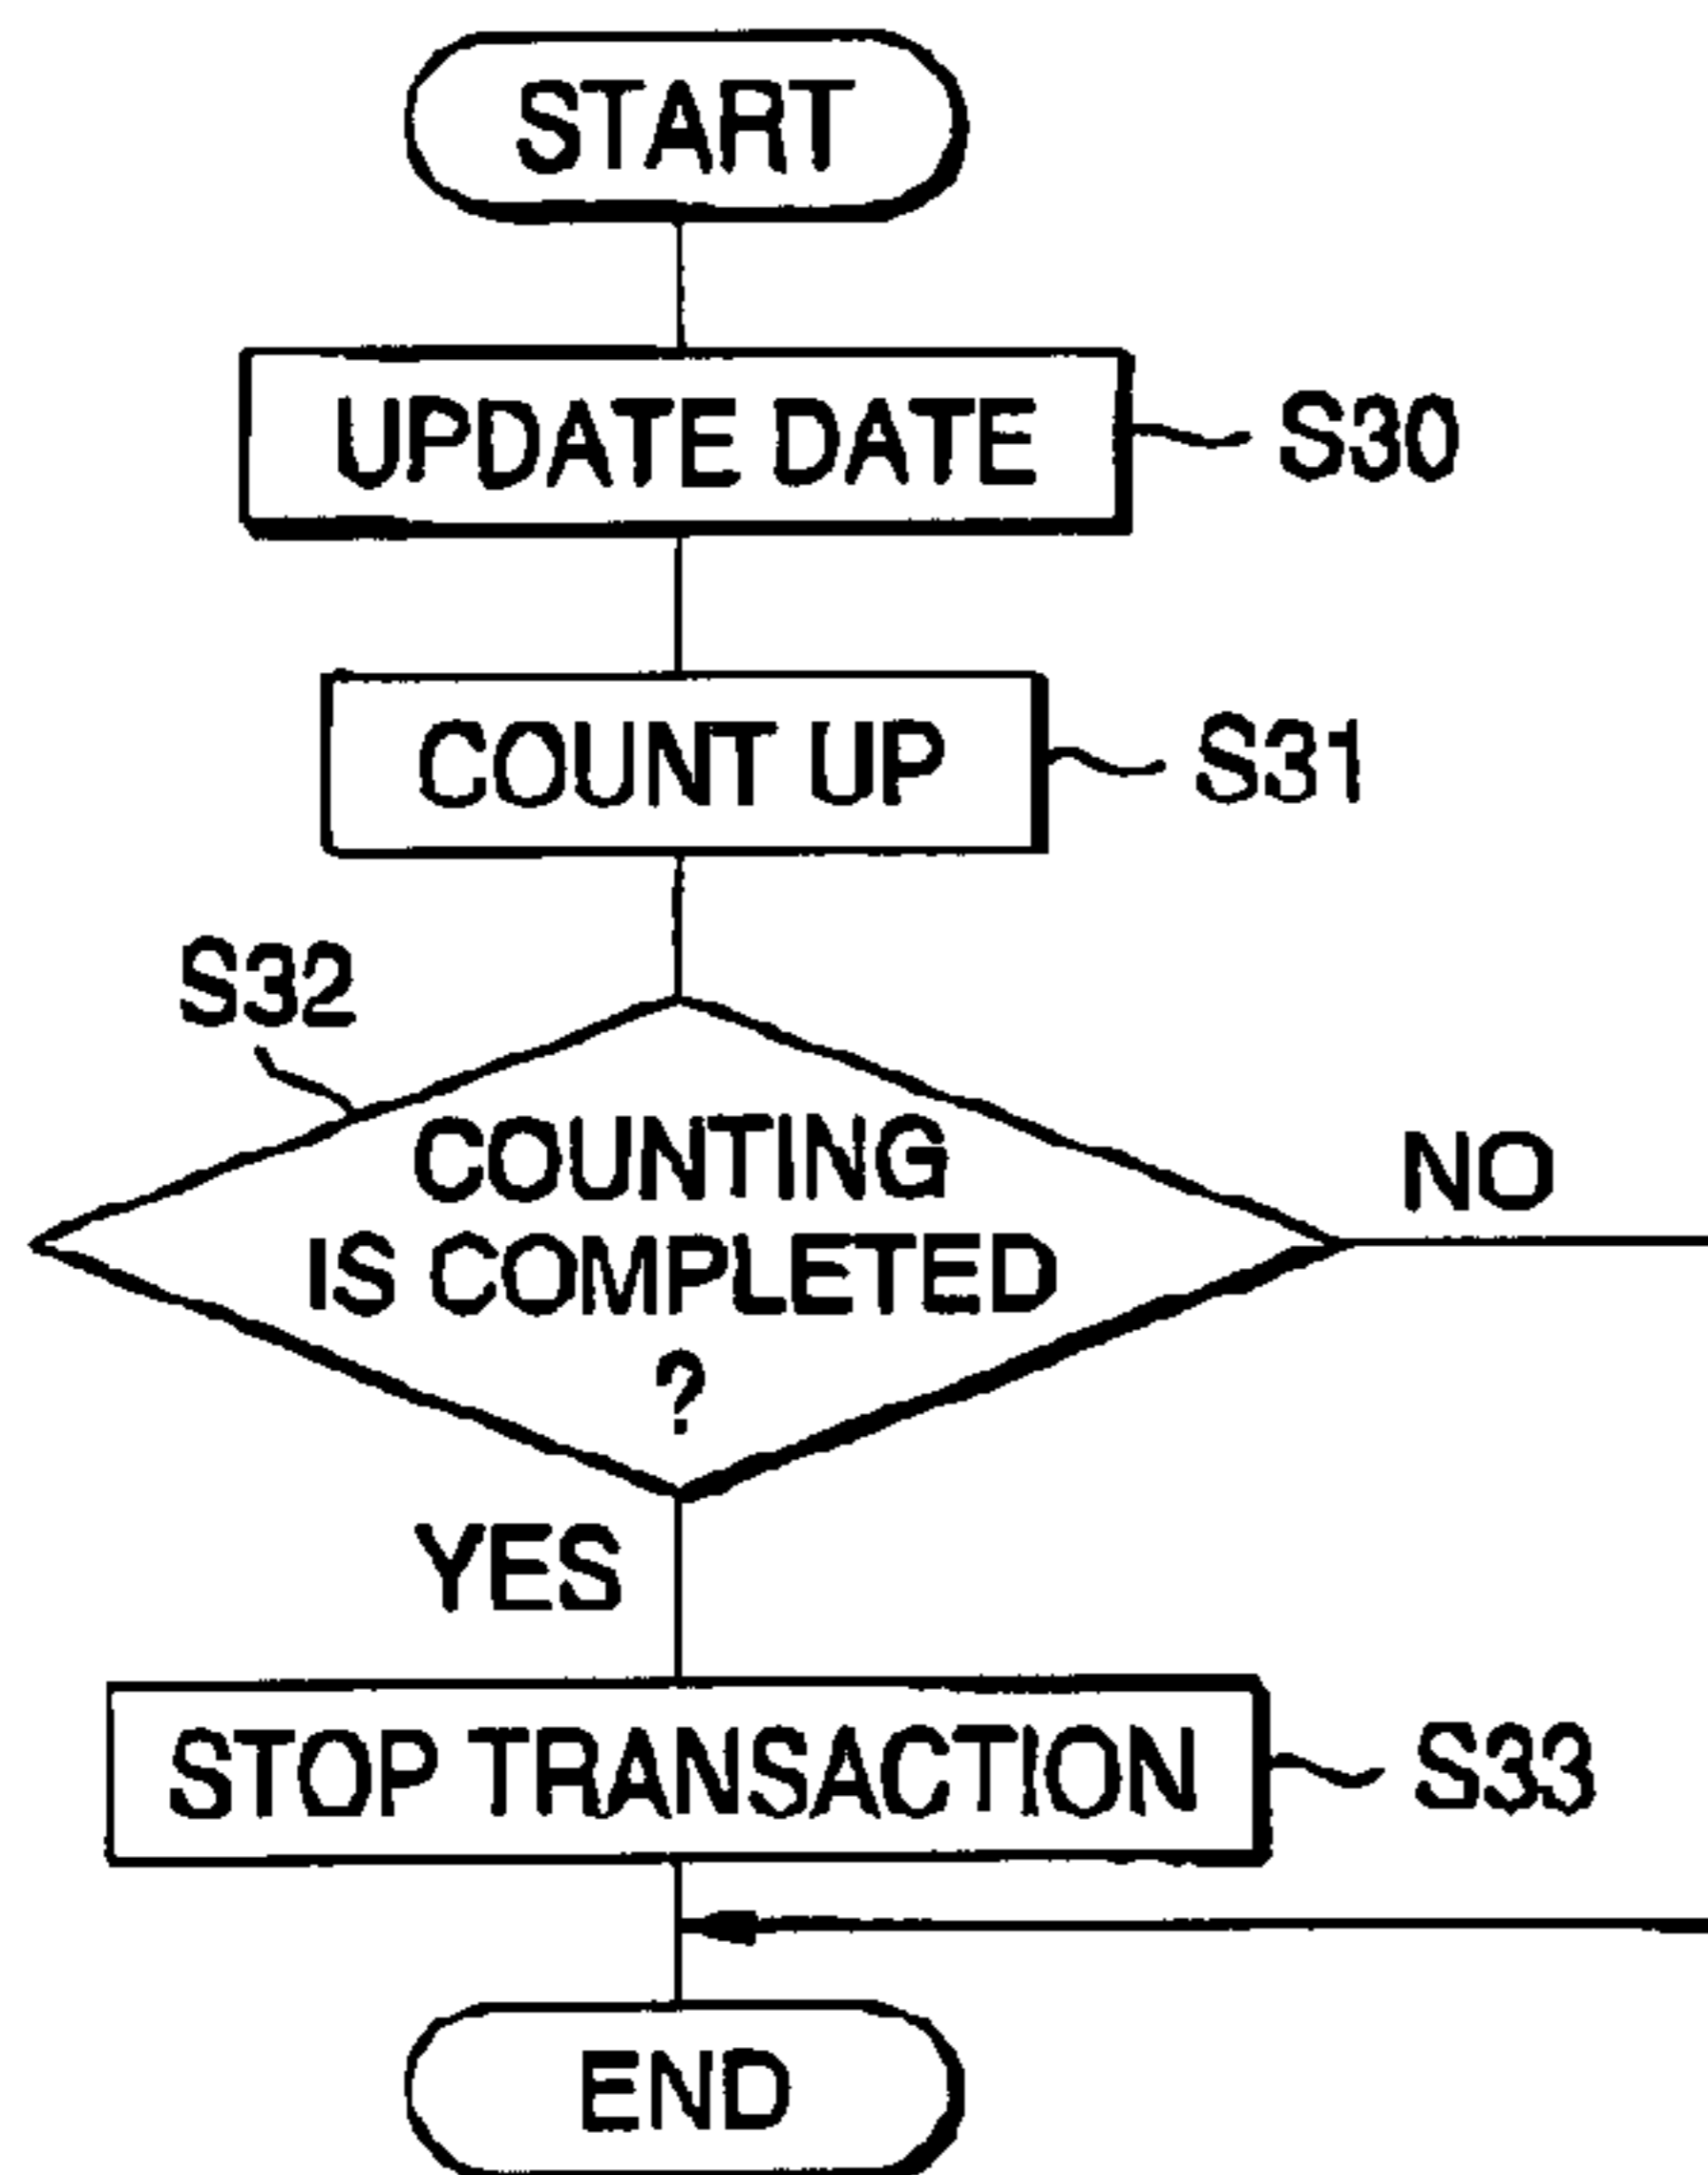 START
UPDATE DATE
S30
COUNT UP
S31
S32
COUNTING
IS COMPLETED
?
NO
YES
STOP TRANSACTION
S33
END